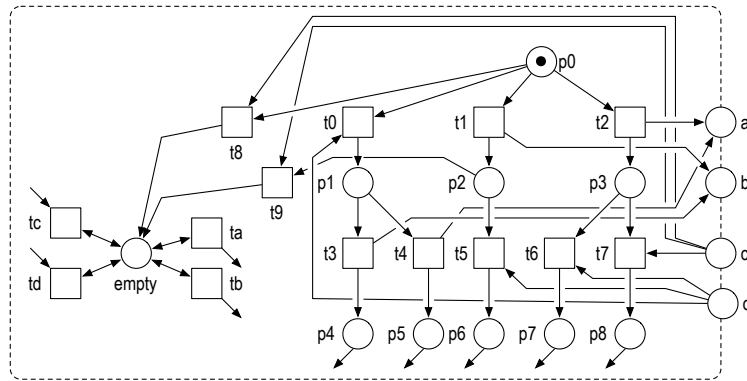 p0
t0 t1 t2 a
t8
p1 p2 p3 b
t9
tc ta
t3 t4 t5 t6 t7 c
td tb
empty
d
p4 p5 p6 p7 p8